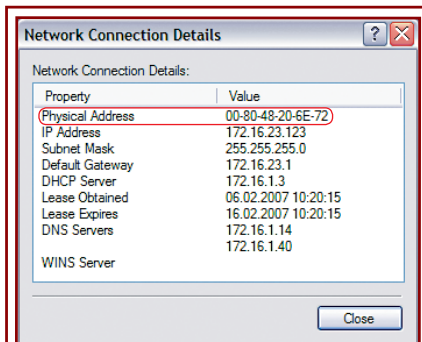 Network Connection Details
Network Connection Details:
Property Value
Physical Address 00-80-48-20-6E-72
IP Address 172.16.23.123
Subnet Mask 255.255.255.0
Default Gateway 172.16.23.1
DHCP Server 172.16.1.3
Lease Obtained 06.02.2007 10:20:15
Lease Expires 16.02.2007 10:20:15
DNS Servers 172.16.1.14
172.16.1.40
WINS Server
Close